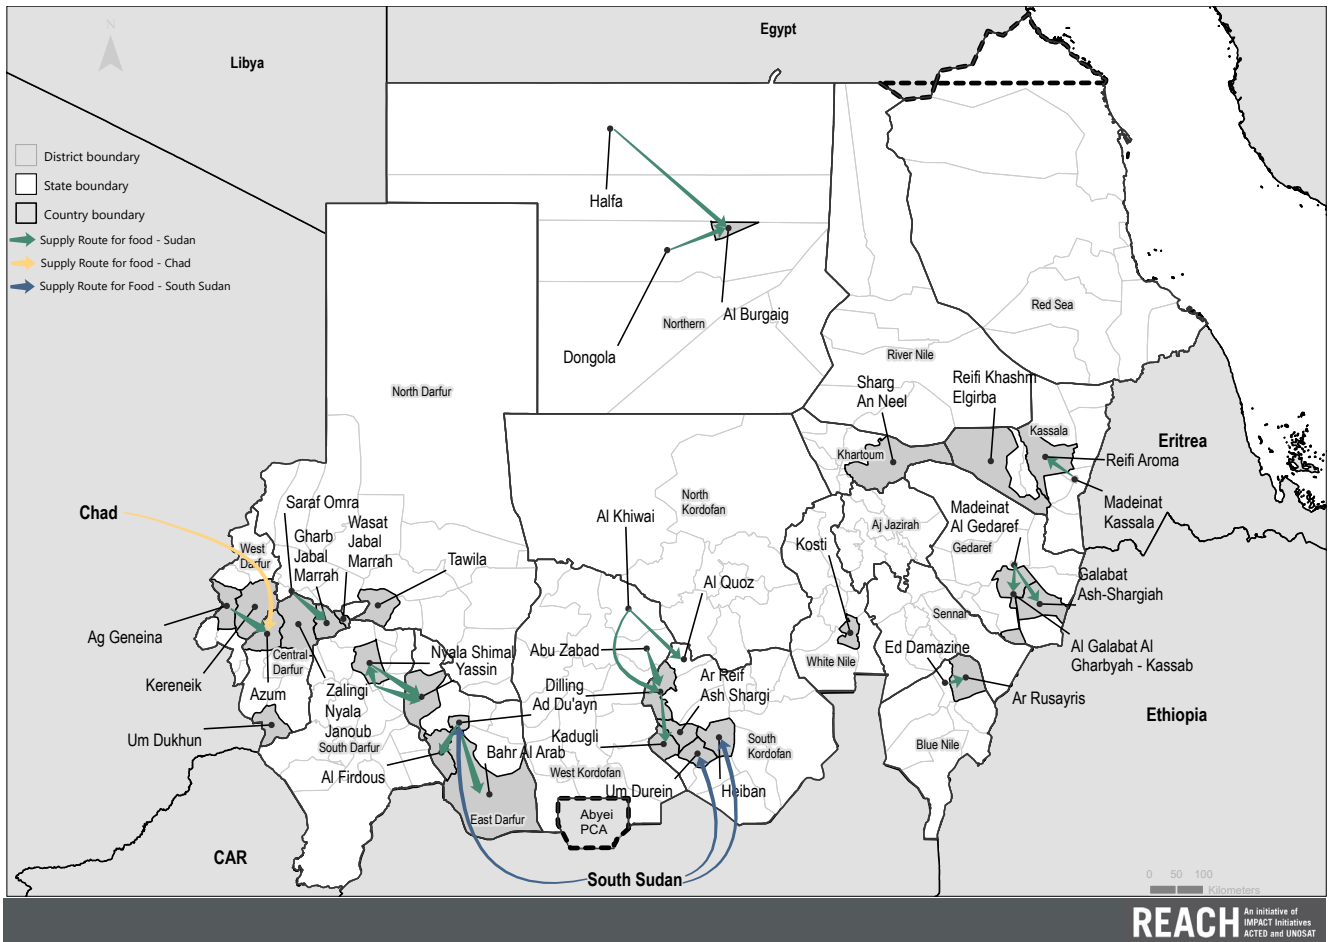 Egypt
N
Libya
District boundary
State boundary
Country boundary
Supply Route for food - Sudan
Supply Route for food - Chad
Supply Route for Food - South Sudan
Halfa
Al Burgaig
Northern
Dongola
Red Sea
River Nile
North Darfur
Sharg
An Neel
Reifi Khashm
Elgirba
Kassala
Eritrea
Khartoum
Reifi Aroma
Madeinat
Kassala
Chad
Saraf Omra
Gharb
Jabal
Marrah
Wasat
Jabal
Marrah
Tawila
West
Darfur
North
Kordofan
Al Khiwai
Kosti
Aj Jazirah
Madeinat
Al Gedaref
Gedaref
Al Quoz
Galabat
Ash-Shargiah
Sennar
Ag Geneina
Kereneik
Central
Darfur
Azum
Zalingi
Nyala
Janoub
South Darfur
Nyala Shimal
Yassin
Abu Zabad
Dilling
Ad Du'ayn
Ar Reif
Ash Shargi
White Nile
Ed Damazine
Al Galabat Al
Gharbyah - Kassab
Ar Rusayris
Ethiopia
Um Dukhun
Al Firdous
Bahr Al Arab
Kadugli
West Kordofan
South
Kordofan
Um Durein
Heiban
Blue Nile
East Darfur
Abyei
PCA
CAR
South Sudan
0 50 100
Kilometers
REACH
An initiative of
IMPACT Initiatives
ACTED and UNOSAT